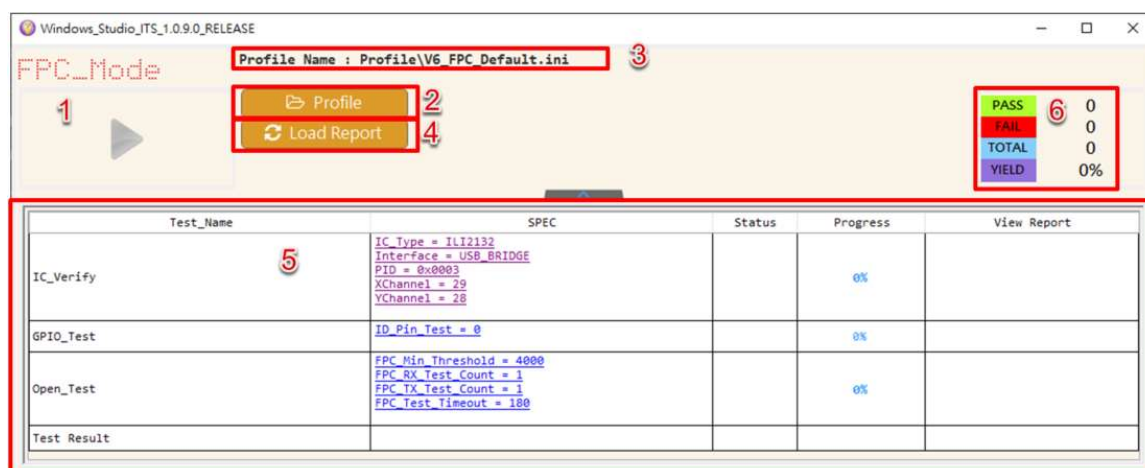 Windows_Studio_ITS_1.0.9.0_RELEASE
FPC_Mode
Profile Name : Profile\V6_FPC_Default.ini
3
1
Profile
2
Load Report
4
PASS 0
6
FAIL 0
TOTAL 0
YIELD 0%
Test_Name SPEC Status Progress View Report
5
IC_Verify
IC_Type = ILI2132
Interface = USB_BRIDGE
PID = 0x0003
XChannel = 29
YChannel = 28
0%
GPIO_Test
ID_Pin_Test = 0
0%
Open_Test
FPC_Min_Threshold = 4000
FPC_RX_Test_Count = 1
FPC_TX_Test_Count = 1
FPC_Test_Timeout = 180
0%
Test Result